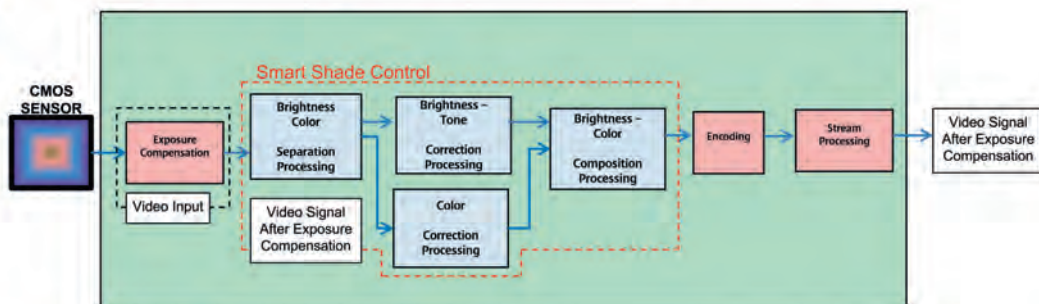 CMOS
SENSOR
Exposure
Compensation
Video Input
Smart Shade Control
Brightness
Color
Separation
Processing
Video Signal
After Exposure
Compensation
Brightness –
Tone
Correction
Processing
Color
Correction
Processing
Brightness – 
Color
Composition
Processing
Encoding
Stream
Processing
Video Signal
After Exposure
Compensation